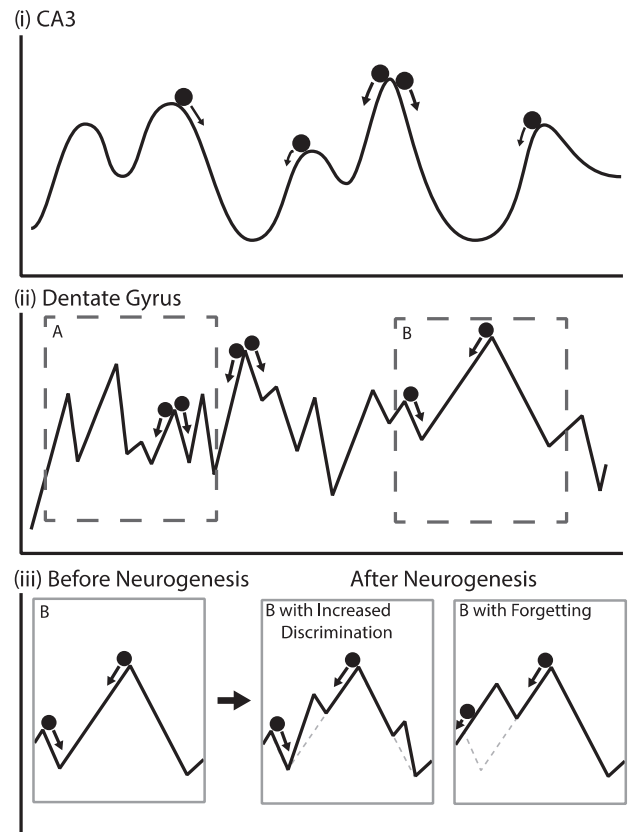 (i) CA3
(ii) Dentate Gyrus
A
B
(iii) Before Neurogenesis
After Neurogenesis
B
B with Increased
Discrimination
B with Forgetting